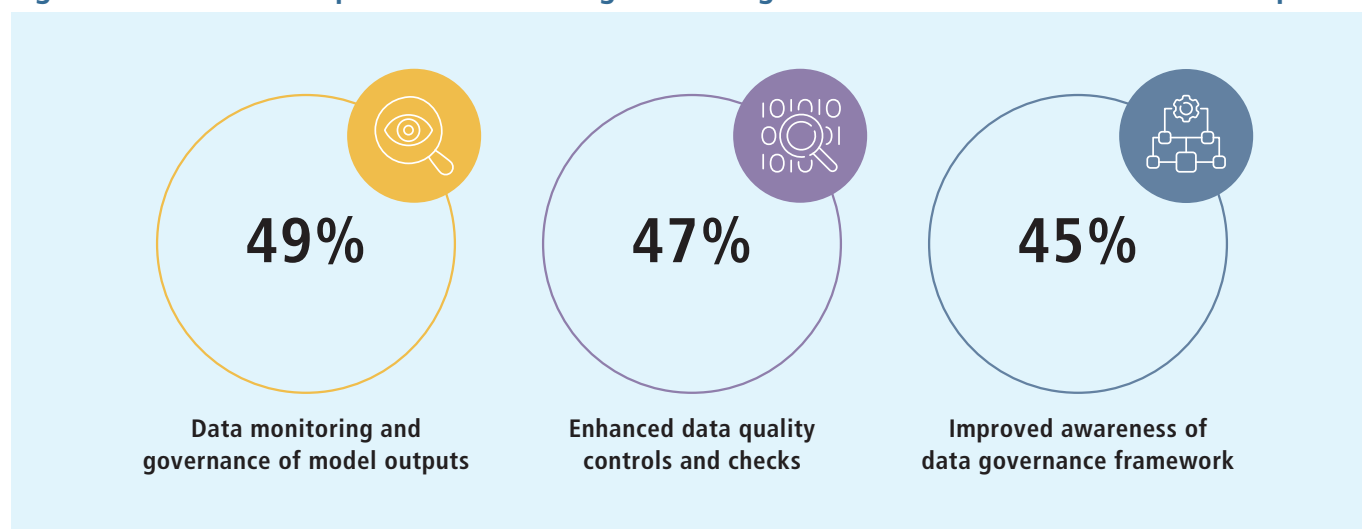 49%
47%
45%
Data monitoring and
governance of model outputs
Enhanced data quality
controls and checks
Improved awareness of
data governance framework